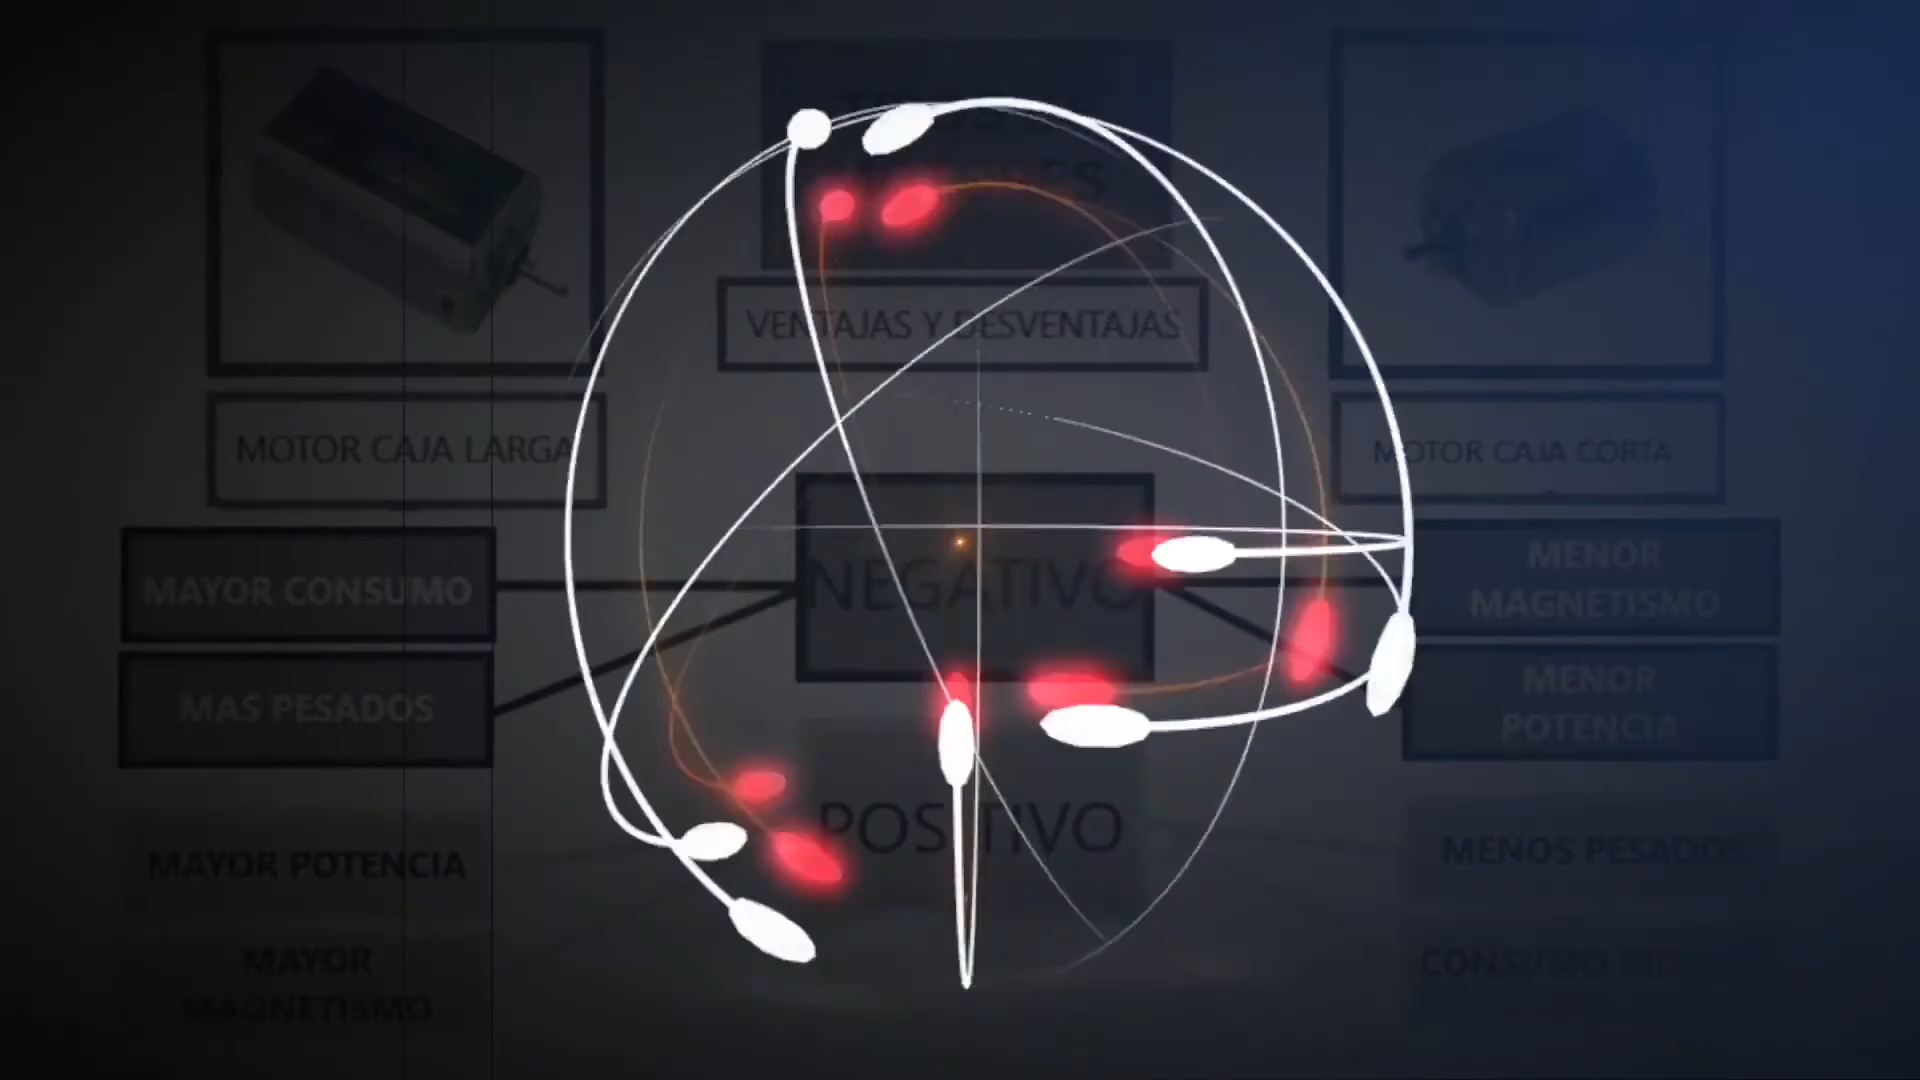 VENTAJAS Y DESVENTAJAS
MOTOR CAJA LARGA
MOTOR CAJA CORTA
NEGATIVO
MAYOR CONSUMO
MAS PESADOS
MENOR
MAGNETISMO
MENOR
POTENCIA
POSITIVO
MAYOR POTENCIA
MAYOR
MAGNETISMO
MENOS PESADOS
CONSUMO